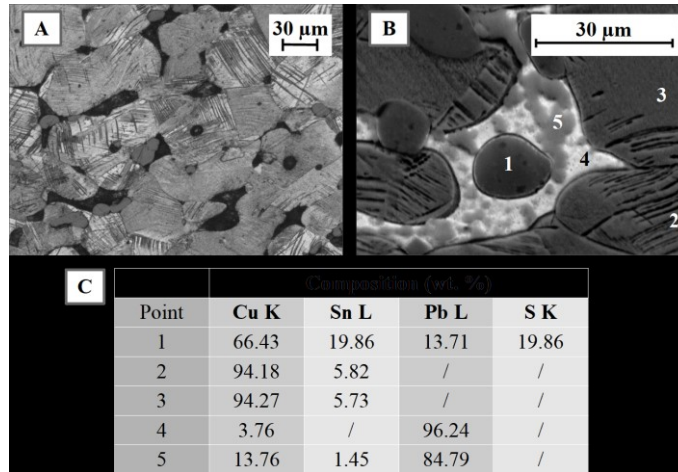 A
30 µm
B
30 µm
3
5
1
4
2
C
Composition (wt. %)
Point Cu K Sn L Pb L S K
1 66.43 19.86 13.71 19.86
2 94.18 5.82 / /
3 94.27 5.73 / /
4 3.76 / 96.24 /
5 13.76 1.45 84.79 /